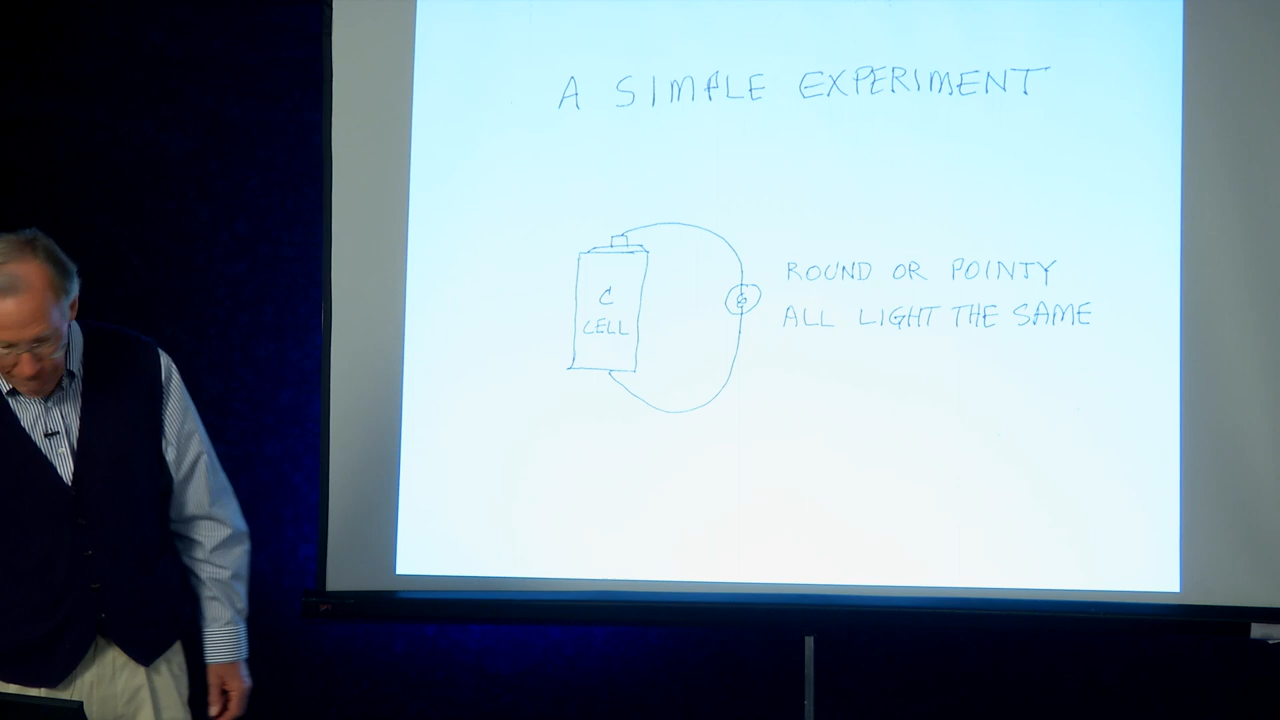 A SIMPLE EXPERIMENT
C
CELL
ROUND OR POINTY
ALL LIGHT THE SAME